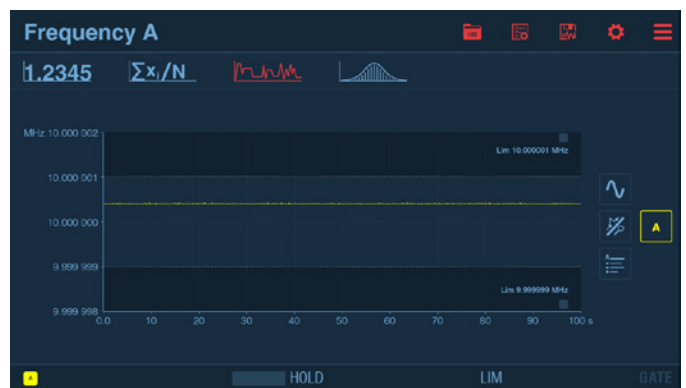 Frequency A
1.2345 ∑xᵢ/N
MHz 10.000 002
Lim 10.000001 MHz
10.000 001
10.000 000
A
9.999 999
Lim 9.999999 MHz
9.999 998
0.0 10 20 30 40 50 60 70 80 90 100 s
A HOLD LIM GATE